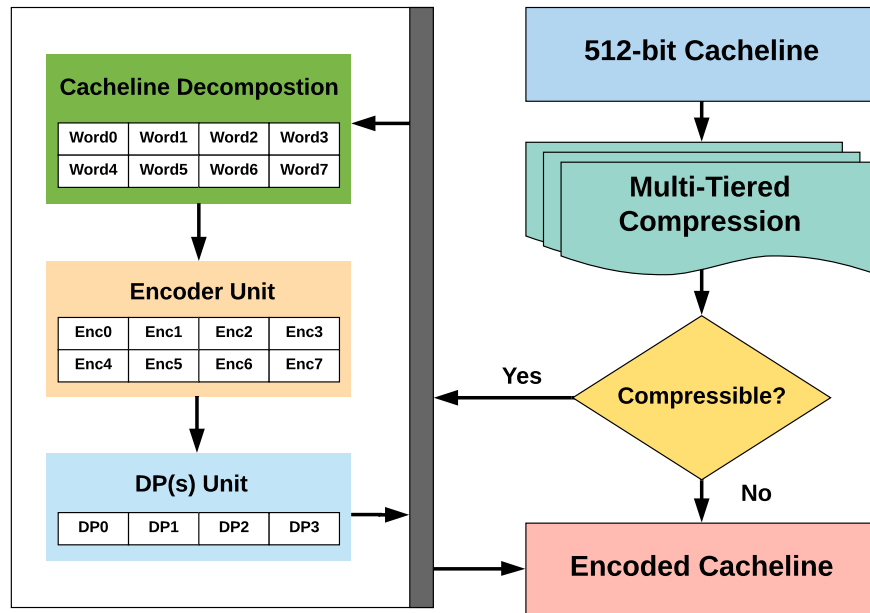 Cacheline Decompostion
Word0 Word1 Word2 Word3
Word4 Word5 Word6 Word7
Encoder Unit
Enc0 Enc1 Enc2 Enc3
Enc4 Enc5 Enc6 Enc7
DP(s) Unit
DP0 DP1 DP2 DP3
512-bit Cacheline
Multi-Tiered
Compression
Compressible?
Yes
No
Encoded Cacheline